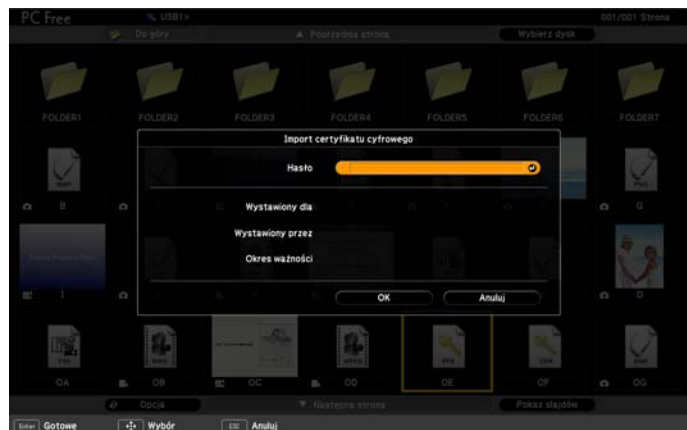 PC Free USB1> 001/001 Strona
Do góry Poprzednia strona Wybierz dysk
FOLDER1 FOLDER2 FOLDER3 FOLDER4 FOLDER5 FOLDER6 FOLDER7
Import certyfikatu cyfrowego
Hasło
Wystawiony dla
Wystawiony przez
Okres ważności
OK Anuluj
B G
I D
OA OB OC OD OE OF OG
Opcja Następna strona Pokaz slajdów
Enter Gotowe Wybór ESC Anuluj